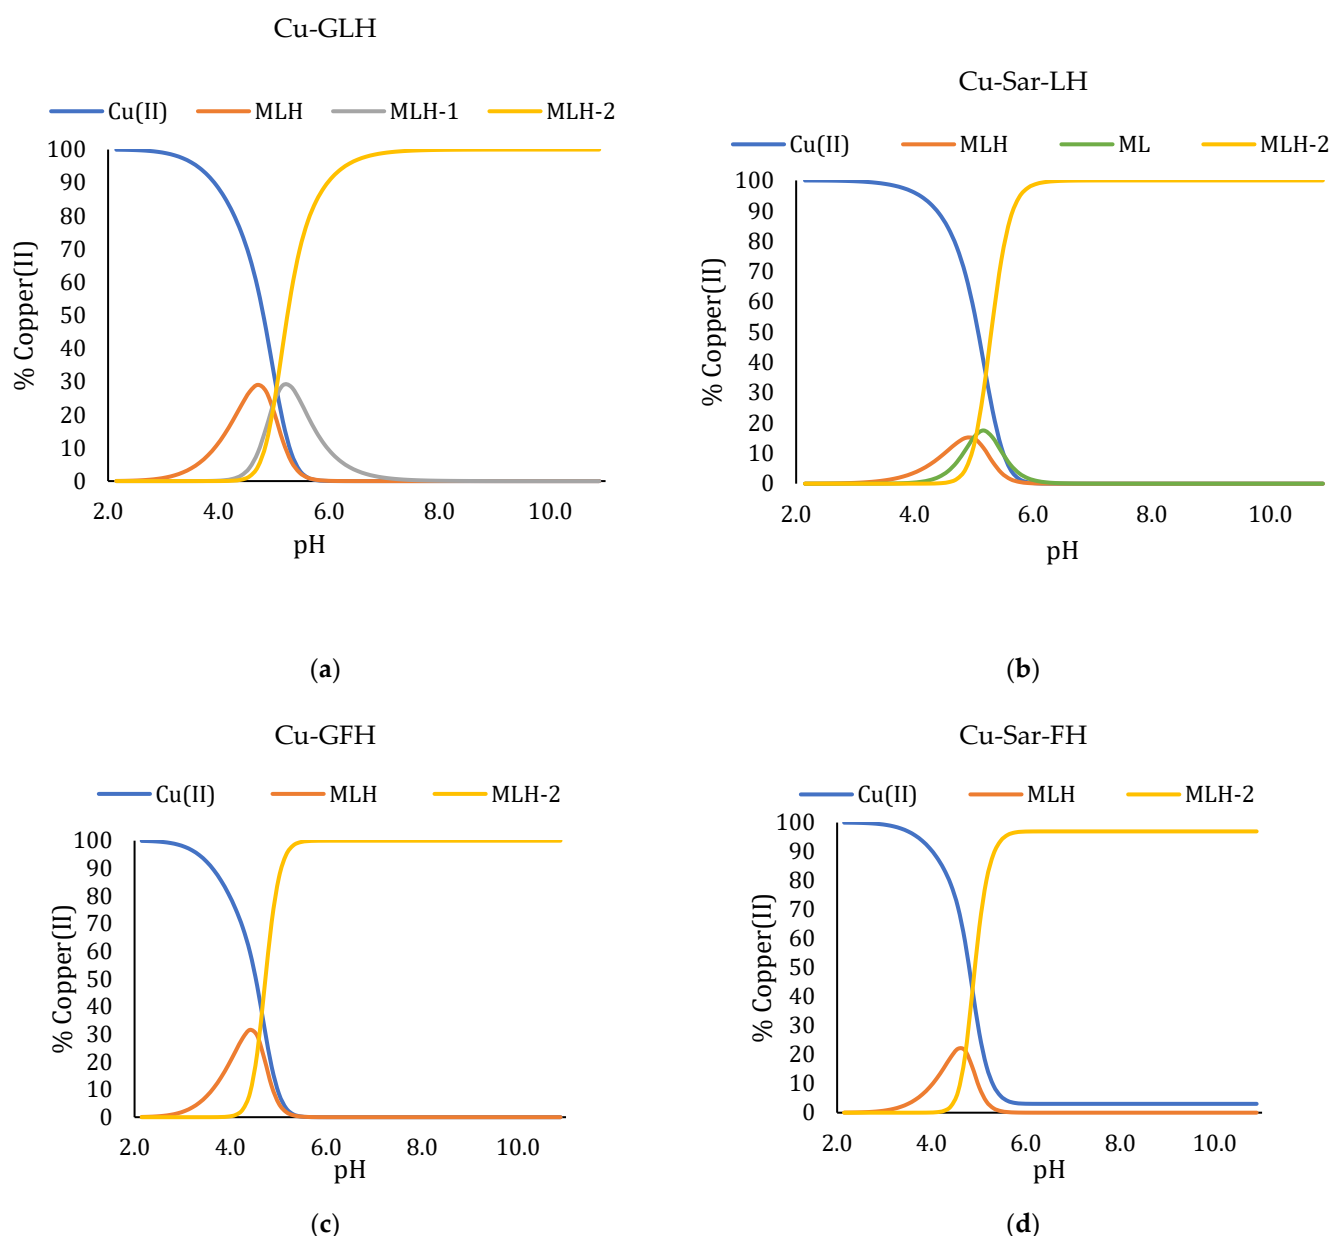 Cu-GLH
Cu(II) MLH MLH-1 MLH-2
100
90
80
70
60
50
40
30
20
10
0
% Copper(II)
2.0 4.0 6.0 8.0 10.0
pH
(a)
Cu-Sar-LH
Cu(II) MLH ML MLH-2
100
90
80
70
60
50
40
30
20
10
0
% Copper(II)
2.0 4.0 6.0 8.0 10.0
pH
(b)
Cu-GFH
Cu(II) MLH MLH-2
100
90
80
70
60
50
40
30
20
10
0
% Copper(II)
2.0 4.0 6.0 8.0 10.0
pH
(c)
Cu-Sar-FH
Cu(II) MLH MLH-2
100
90
80
70
60
50
40
30
20
10
0
% Copper(II)
2.0 4.0 6.0 8.0 10.0
pH
(d)